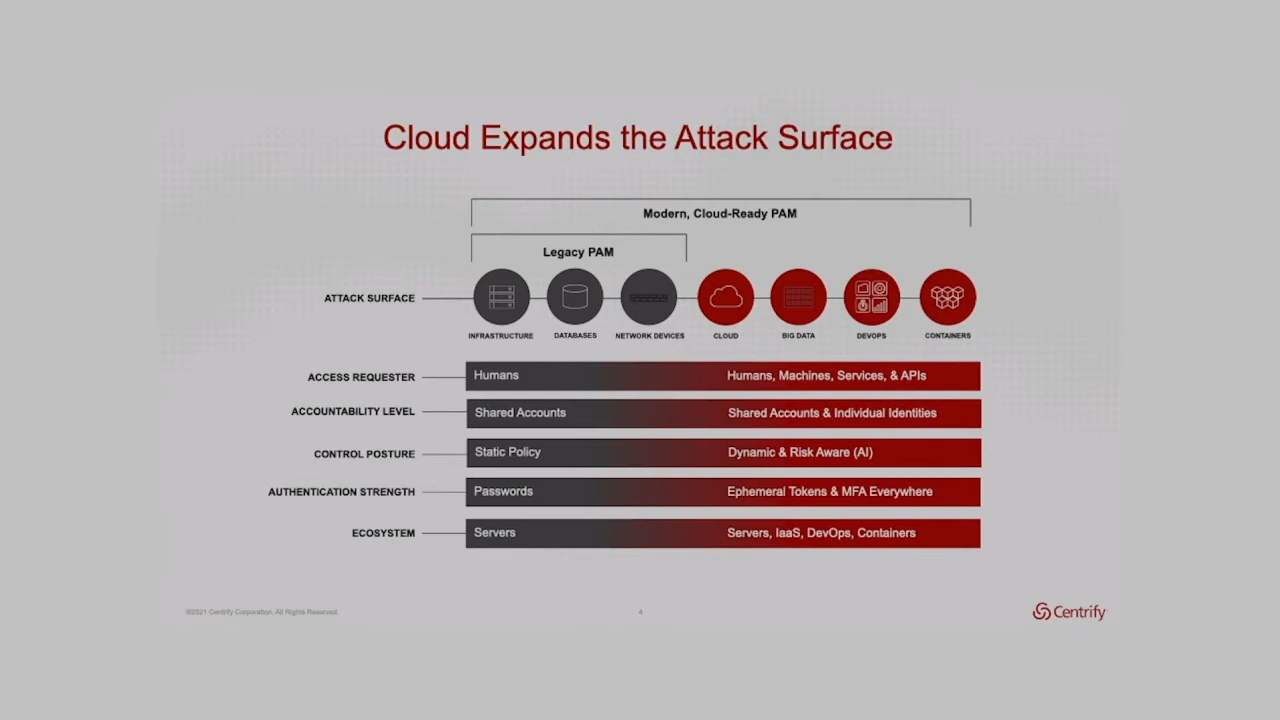 Cloud Expands the Attack Surface
Modern, Cloud-Ready PAM
Legacy PAM
ATTACK SURFACE
INFRASTRUCTURE DATABASES NETWORK DEVICES CLOUD BIG DATA DEVOPS CONTAINERS
ACCESS REQUESTER Humans Humans, Machines, Services, & APIs
ACCOUNTABILITY LEVEL Shared Accounts Shared Accounts & Individual Identities
CONTROL POSTURE Static Policy Dynamic & Risk Aware (AI)
AUTHENTICATION STRENGTH Passwords Ephemeral Tokens & MFA Everywhere
ECOSYSTEM Servers Servers, IaaS, DevOps, Containers
©2021 Centrify Corporation. All Rights Reserved. 4 Centrify